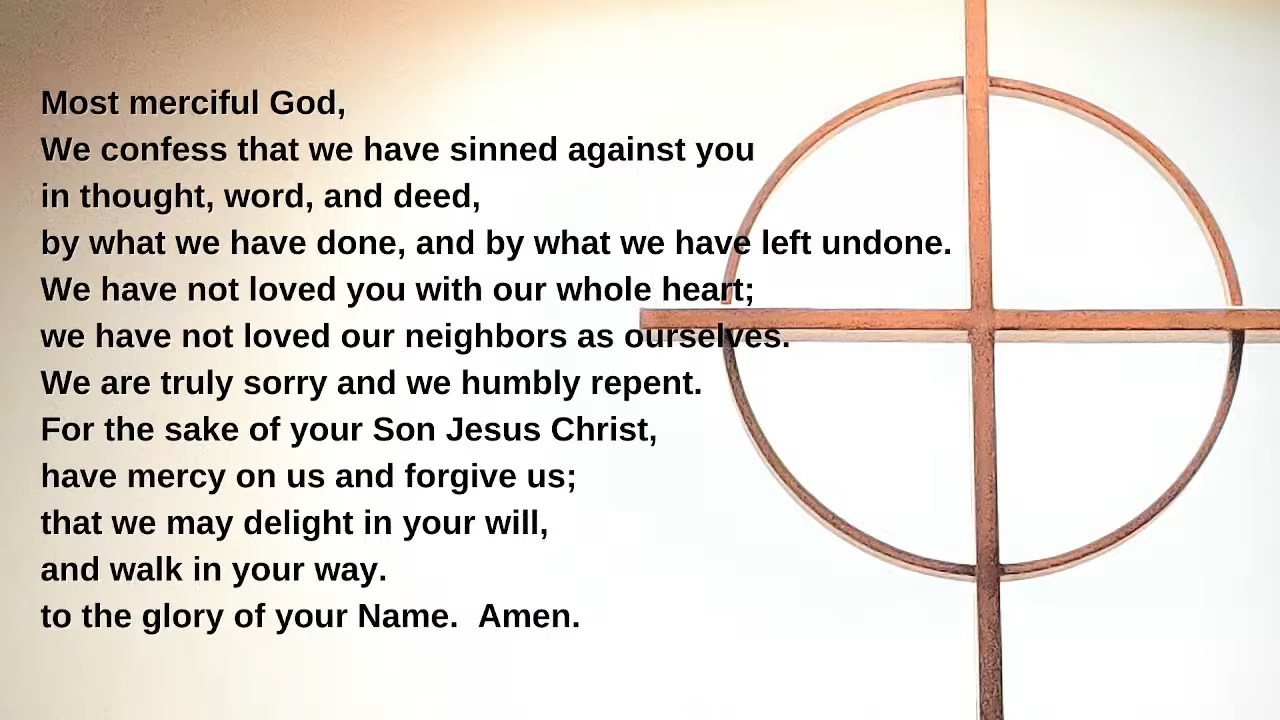 Most merciful God,
We confess that we have sinned against you
in thought, word, and deed,
by what we have done, and by what we have left undone.
We have not loved you with our whole heart;
we have not loved our neighbors as ourselves.
We are truly sorry and we humbly repent.
For the sake of your Son Jesus Christ,
have mercy on us and forgive us;
that we may delight in your will,
and walk in your way.
to the glory of your Name.  Amen.